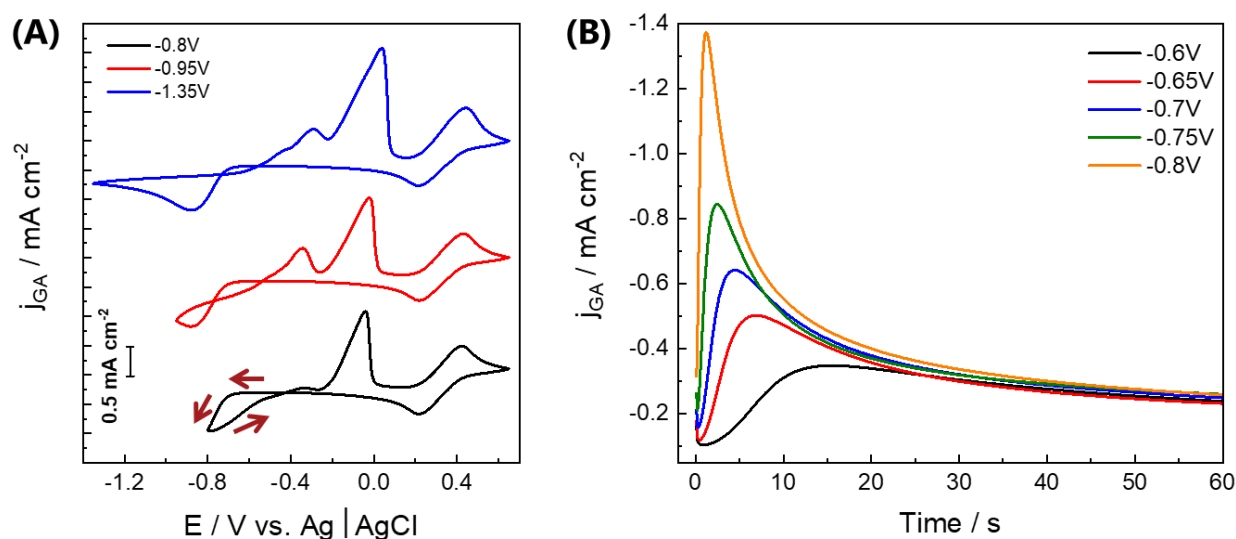 (A)
-0.8V
-0.95V
-1.35V
j_GA / mA cm⁻²
0.5 mA cm⁻²
-1.2 -0.8 -0.4 0.0 0.4
E / V vs. Ag | AgCl
(B)
-1.4
-1.2
-1.0
-0.8
-0.6
-0.4
-0.2
j_GA / mA cm⁻²
-0.6V
-0.65V
-0.7V
-0.75V
-0.8V
0 10 20 30 40 50 60
Time / s